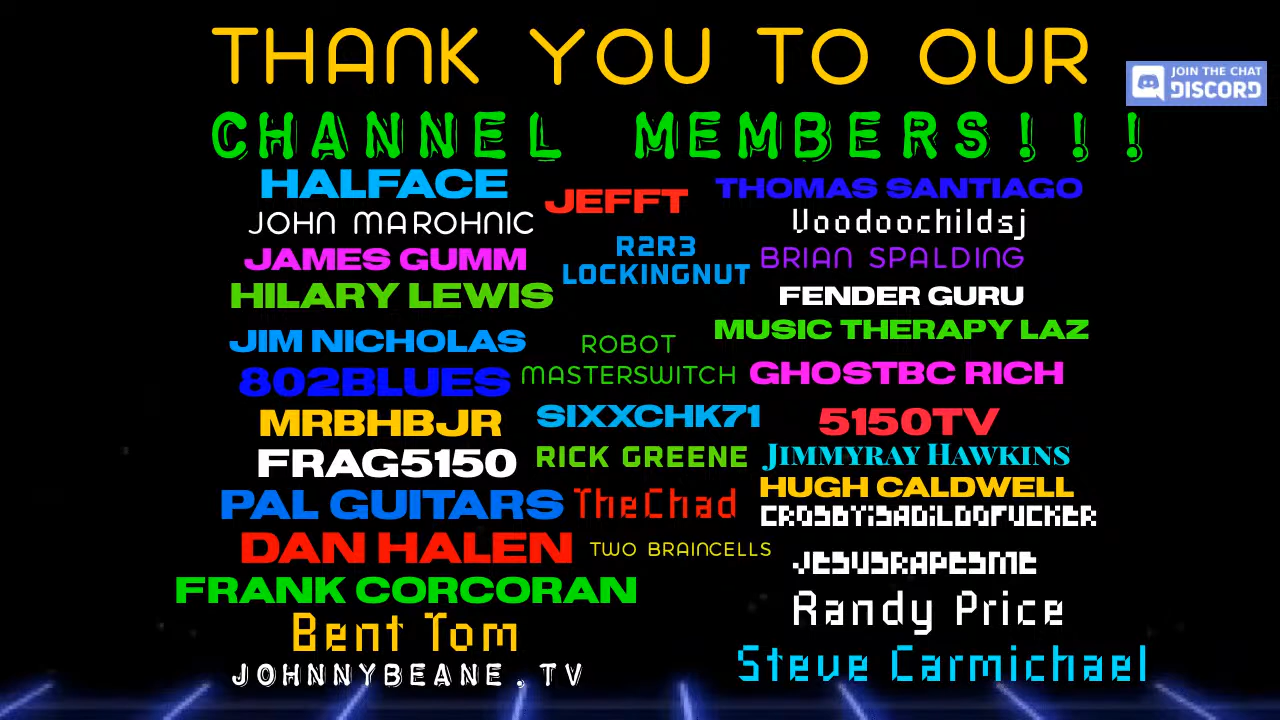 THANK YOU TO OUR
JOIN THE CHAT
DISCORD
CHANNEL MEMBERS!!!
HALFACE
JOHN MAROHNIC
JAMES GUMM
HILARY LEWIS
JIM NICHOLAS
802BLUES
MRBHBJR
FRAG5150
PAL GUITARS
DAN HALEN
FRANK CORCORAN
Bent Tom
JOHNNYBEANE.TV
JEFFT
R2R3
LOCKINGNUT
ROBOT
MASTERSWITCH
SIXXCHK71
RICK GREENE
TheChad
TWO BRAINCELLS
THOMAS SANTIAGO
Voodoochildsj
BRIAN SPALDING
FENDER GURU
MUSIC THERAPY LAZ
GHOSTBC RICH
5150TV
JIMMYRAY HAWKINS
HUGH CALDWELL
CROSBYiSADiLDOFUCKER
JESUSRAPESME
Randy Price
Steve Carmichael